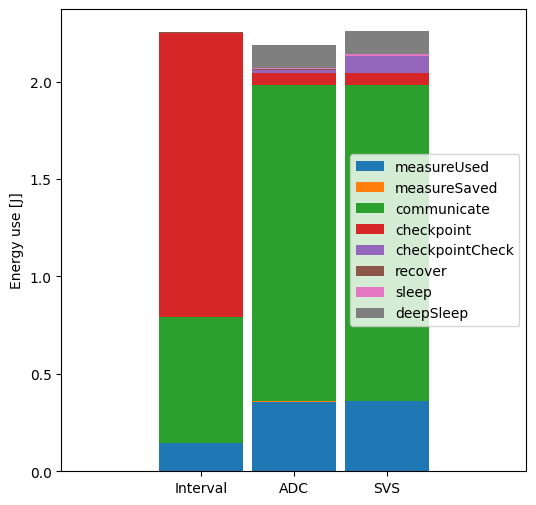 Energy use [J]
2.0
1.5
1.0
0.5
0.0
measureUsed
measureSaved
communicate
checkpoint
checkpointCheck
recover
sleep
deepSleep
Interval ADC SVS